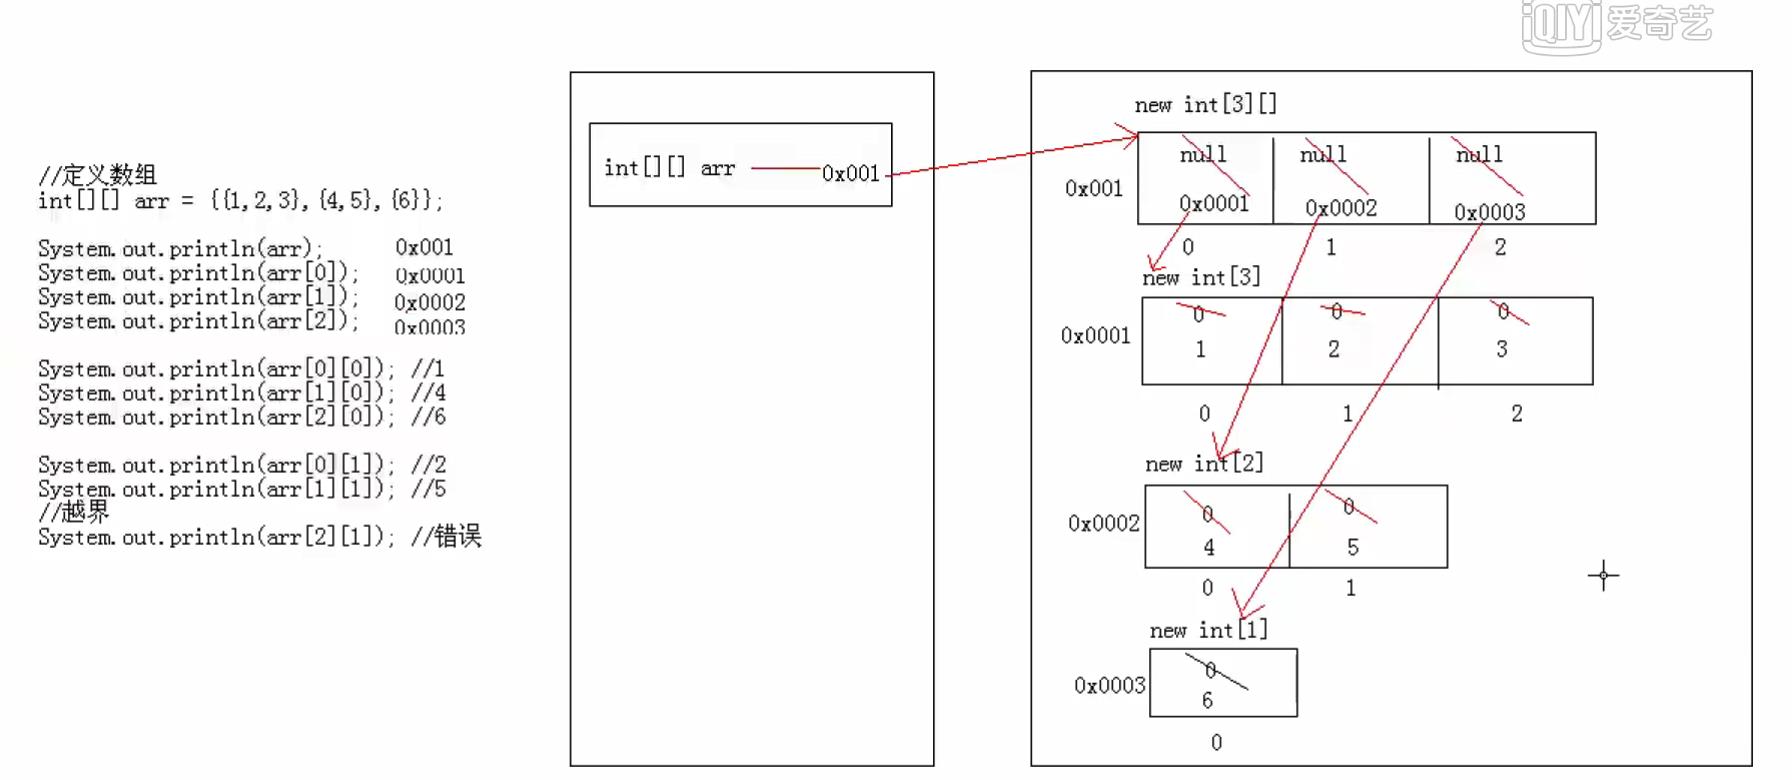 iQIYI 爱奇艺
//定义数组
int[][] arr = {{1,2,3},{4,5},{6}};
System.out.println(arr); 0x001
System.out.println(arr[0]); 0x0001
System.out.println(arr[1]); 0x0002
System.out.println(arr[2]); 0x0003
System.out.println(arr[0][0]); //1
System.out.println(arr[1][0]); //4
System.out.println(arr[2][0]); //6
System.out.println(arr[0][1]); //2
System.out.println(arr[1][1]); //5
//越界
System.out.println(arr[2][1]); //错误
int[][] arr 0x001
new int[3][]
null null null
0x001
0x0001 0x0002 0x0003
0 1 2
new int[3]
0 0 0
0x0001
1 2 3
0 1 2
new int[2]
0 0
0x0002
4 5
0 1
new int[1]
0
0x0003
6
0